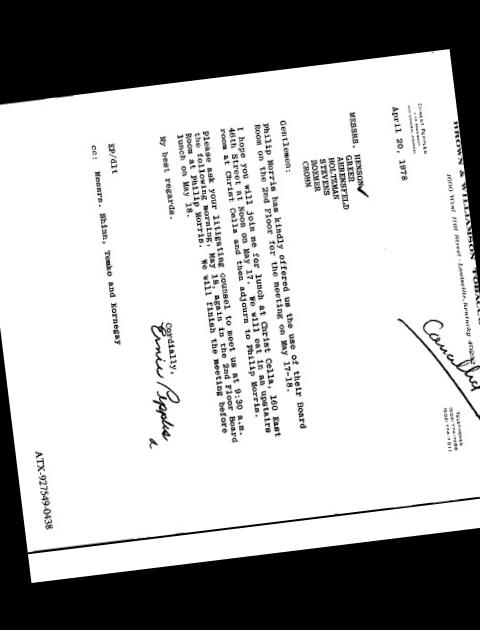 BROWN & WILLIAMSON TOBACCO
1600 West Hill Street · Louisville, Kentucky 40232
ERNEST PEPPLES
Cancelled
April 20, 1978
MESSRS. HENSON✓
GREER
AHRENSFELD
HOLTZMAN
STEVENS
ROEMER
CROHN
Gentlemen:
Philip Morris has kindly offered us the use of their Board
Room on the 2nd Floor for the meeting on May 17-18.
I hope you will join me for lunch at Christ Cella, 160 East
46th Street at Noon on May 17. We will eat in an upstairs
room at Christ Cella and then adjourn to Philip Morris.
Please ask your litigating counsel to meet us at 9:30 a.m.
the following morning, May 18, again in the 2nd Floor Board
Room at Philip Morris. We will finish the meeting before
lunch on May 18.
My best regards.
Cordially,
Ernie Pepples
EP/dlt
cc: Messrs. Shinn, Temko and Kornegay
ATX-927549-0438